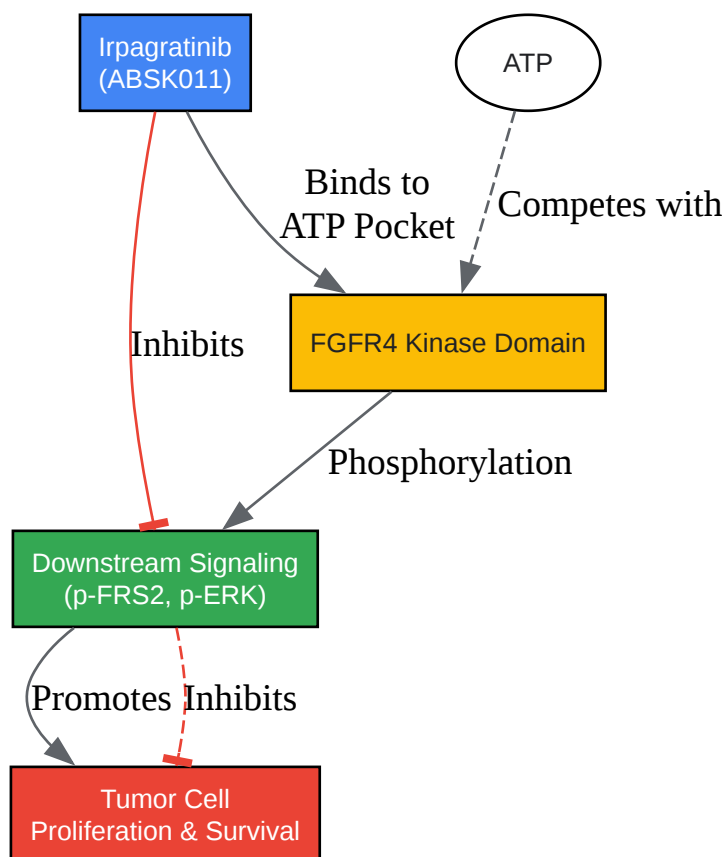 Irpagratinib
(ABSK011)
ATP
Binds to
ATP Pocket
Competes with
Inhibits
FGFR4 Kinase Domain
Phosphorylation
Downstream Signaling
(p-FRS2, p-ERK)
Promotes
Inhibits
Tumor Cell
Proliferation & Survival